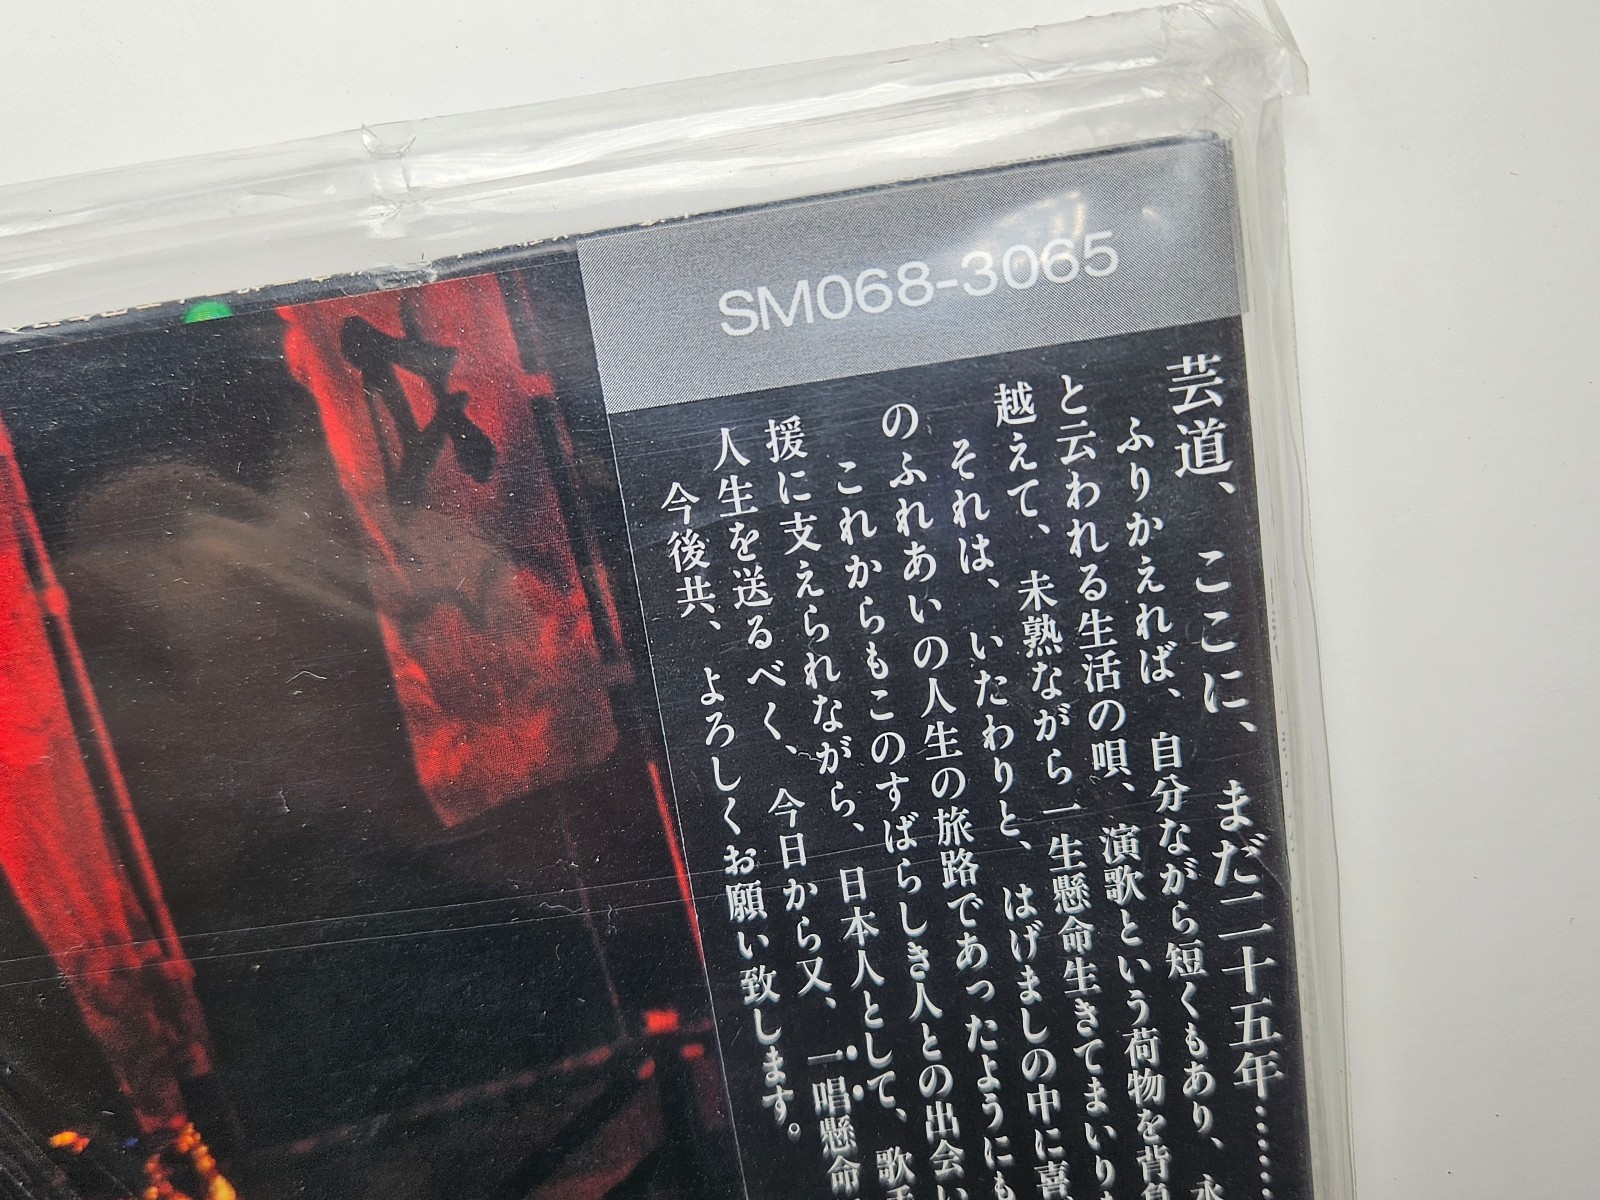 SM068-3065
芸道、ここに、まだ二十五年……
ふりかえれば、自分ながら短くもあり、永
と云われる生活の唄、演歌という荷物を背負
越えて、未熟ながら一生懸命生きてまいりま
それは、いたわりと、はげましの中に喜
のふれあいの人生の旅路であったようにも
これからもこのすばらしき人との出会い
援に支えられながら、日本人として、歌手
人生を送るべく、今日から又、一唱懸命
今後共、よろしくお願い致します。